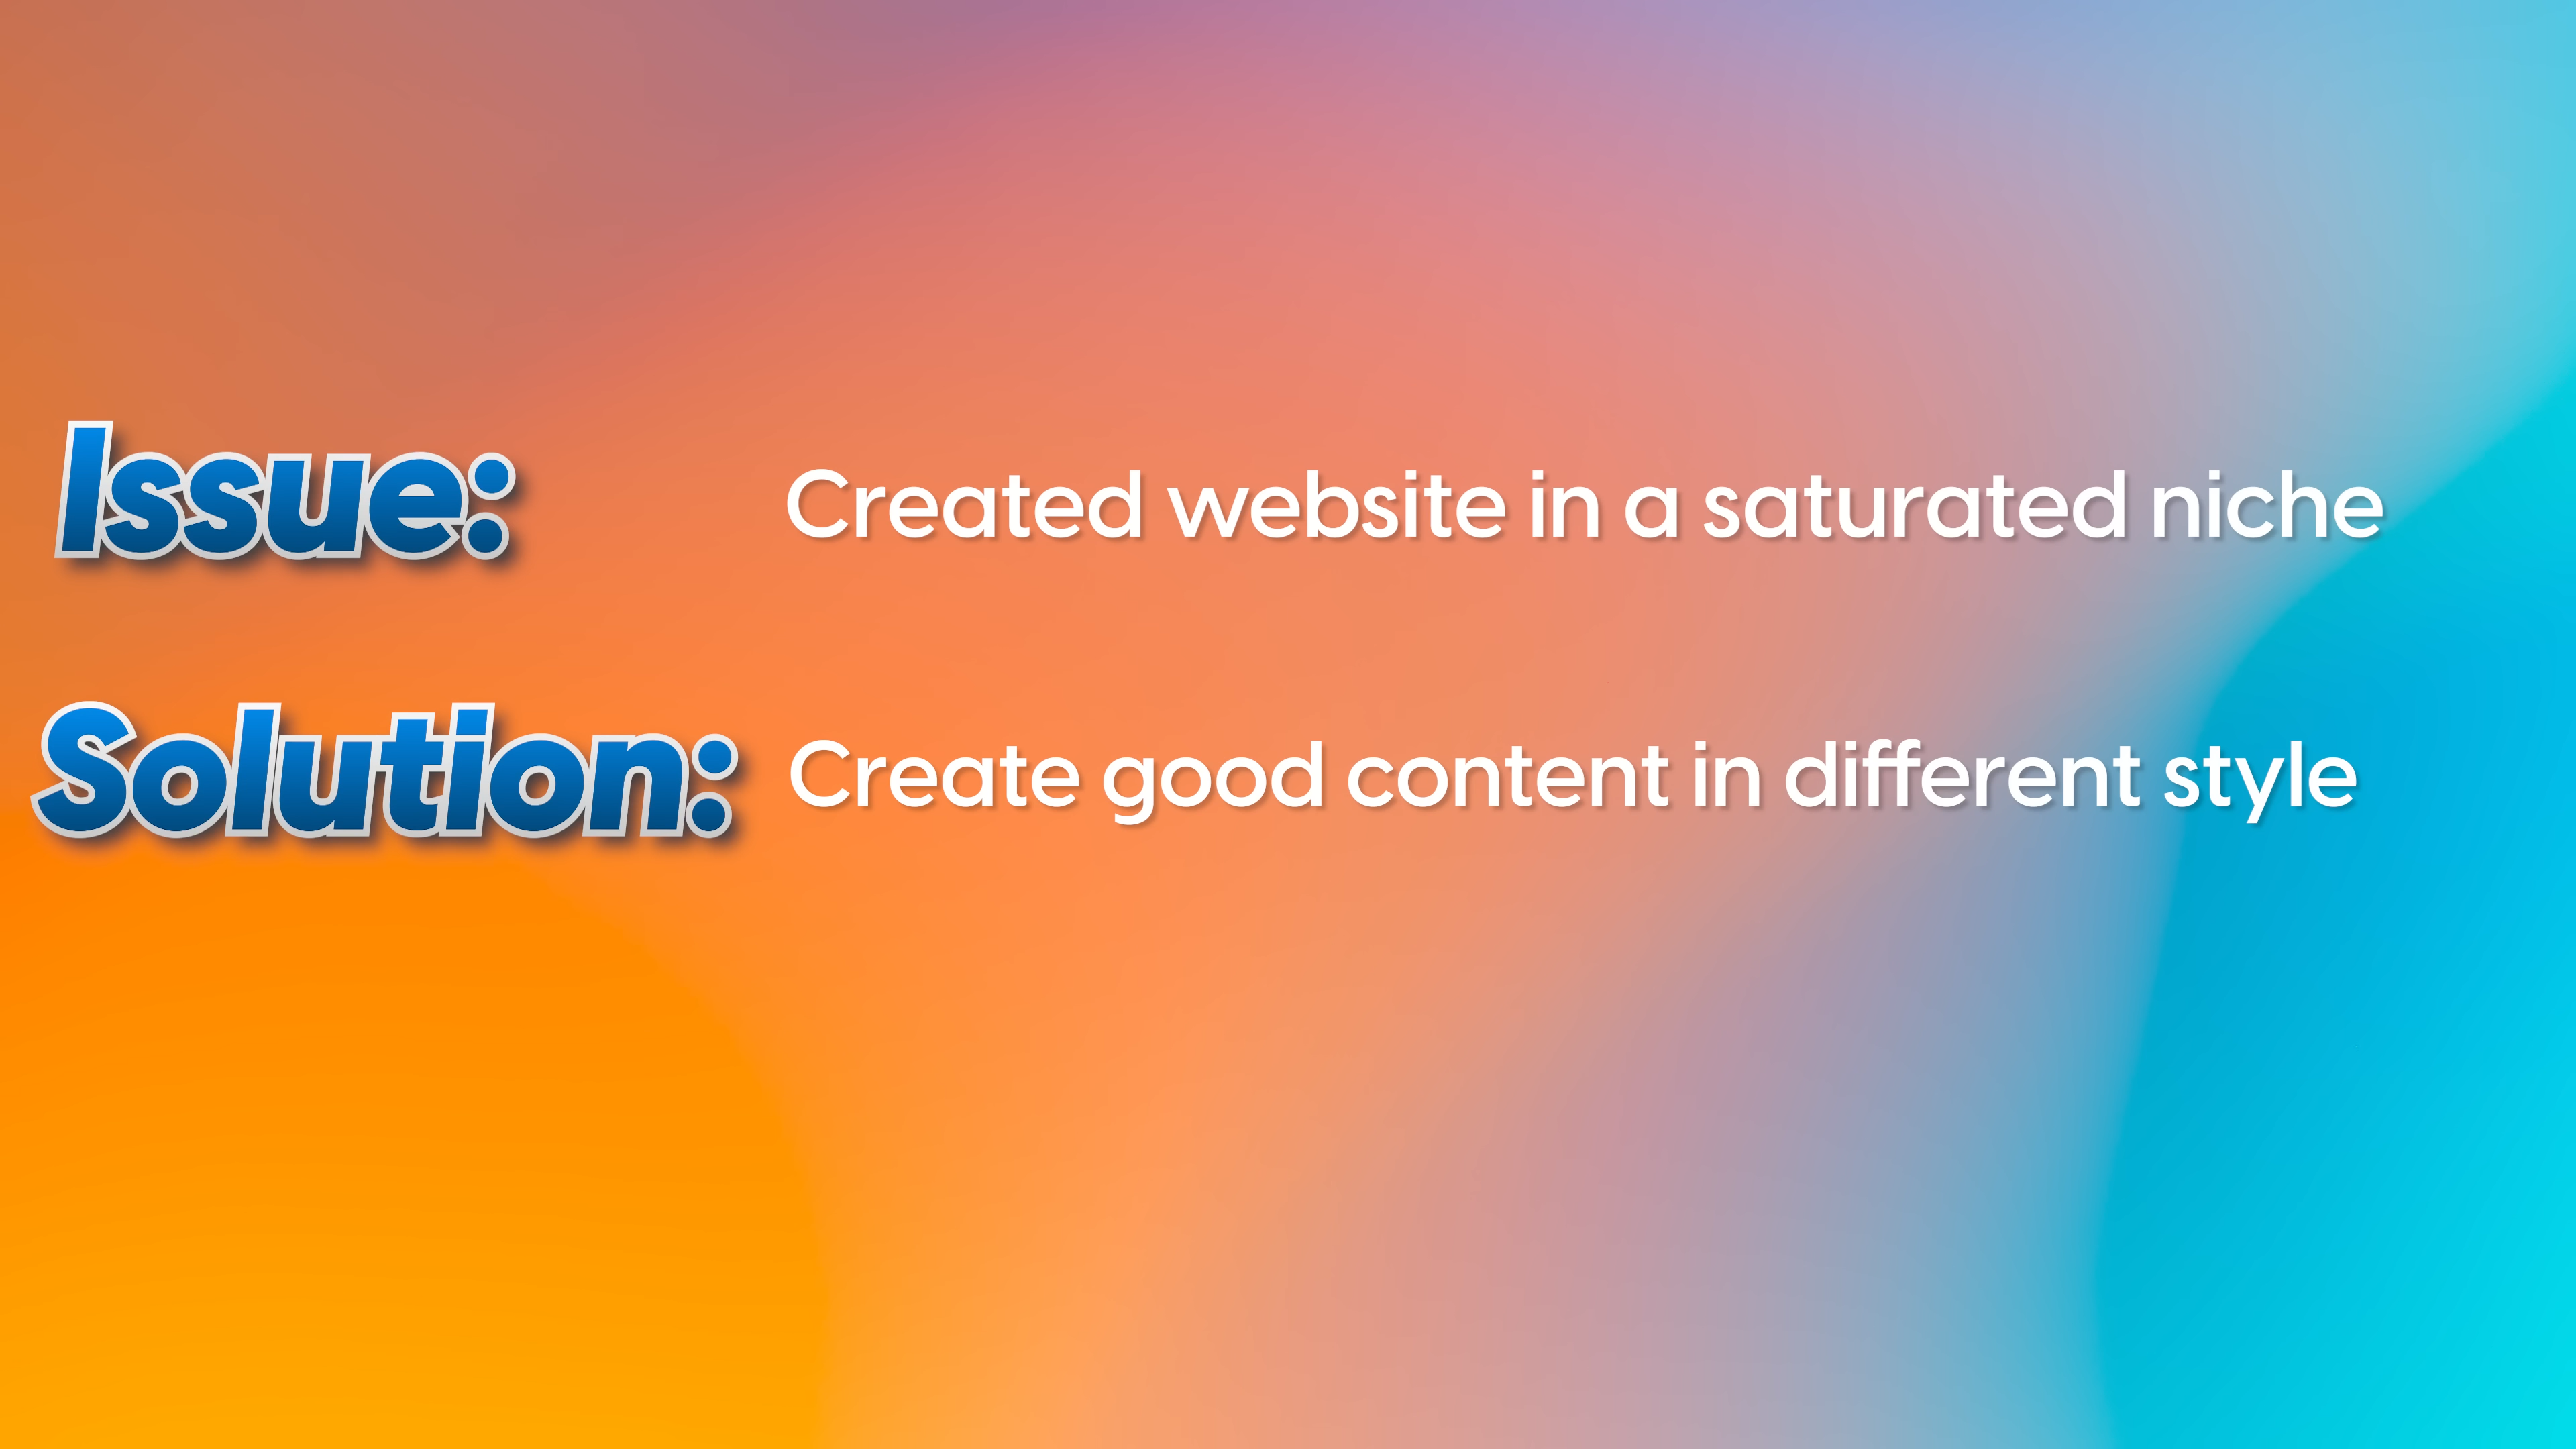 Issue: Created website in a saturated niche
Solution: Create good content in different style